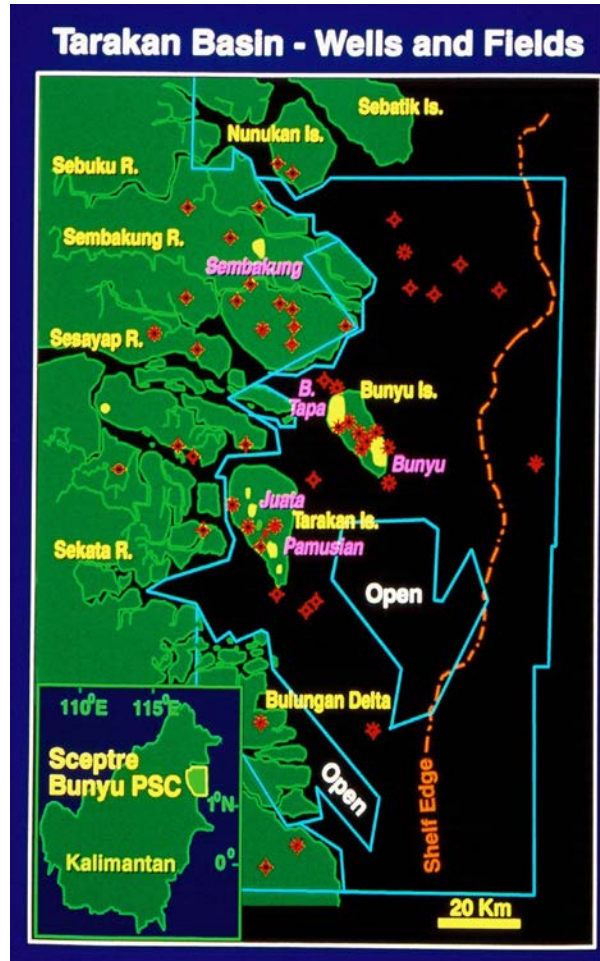 Tarakan Basin - Wells and Fields
Sebatik Is.
Nunukan Is.
Sebuku R.
Sembakung R.
Sembakung
Sesayap R.
B.
Tapa
Bunyu Is.
Bunyu
Juata
Tarakan Is.
Pamusian
Sekata R.
Open
Bulungan Delta
Open
Shelf Edge
110°E 115°E
Sceptre
Bunyu PSC
1°N
Kalimantan
0°
20 Km